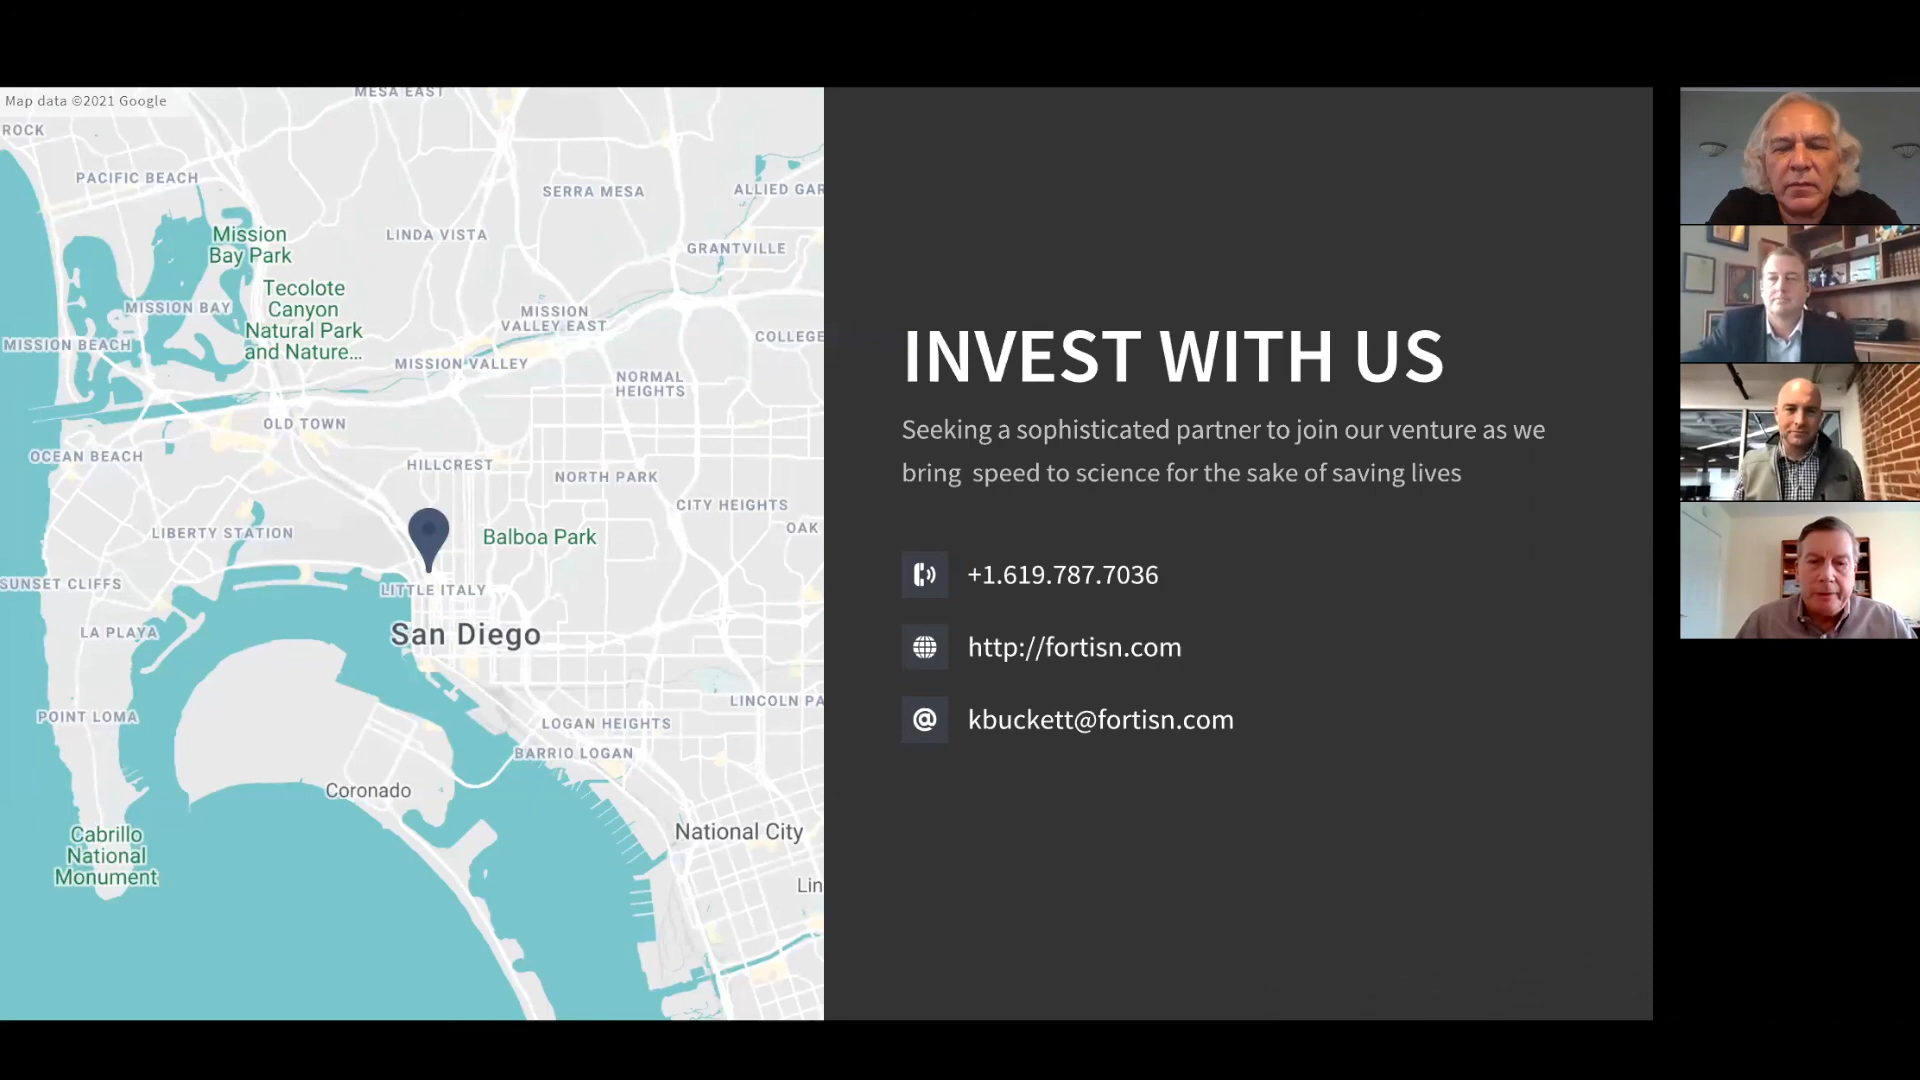 Map data ©2021 Google
MESA EAST
ROCK
PACIFIC BEACH
SERRA MESA
ALLIED GAR
Mission
Bay Park
LINDA VISTA
GRANTVILLE
Tecolote
Canyon
Natural Park
and Nature...
MISSION BAY
MISSION
VALLEY EAST
COLLEGE
MISSION BEACH
MISSION VALLEY
NORMAL
HEIGHTS
OLD TOWN
OCEAN BEACH
HILLCREST
NORTH PARK
CITY HEIGHTS
OAK
LIBERTY STATION
Balboa Park
SUNSET CLIFFS
LITTLE ITALY
LA PLAYA
San Diego
LINCOLN PA
POINT LOMA
LOGAN HEIGHTS
BARRIO LOGAN
Coronado
National City
Cabrillo
National
Monument
Lin
INVEST WITH US
Seeking a sophisticated partner to join our venture as we
bring speed to science for the sake of saving lives
+1.619.787.7036
http://fortisn.com
@ kbuckett@fortisn.com